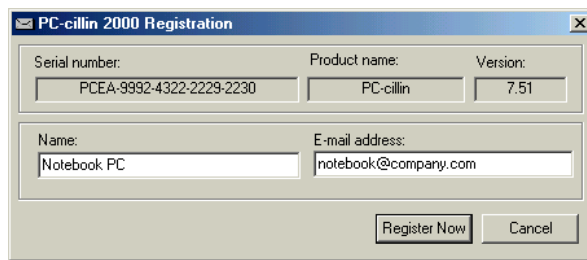 PC-cillin 2000 Registration
Serial number: Product name: Version:
PCEA-9992-4322-2229-2230 PC-cillin 7.51
Name: E-mail address:
Notebook PC notebook@company.com
Register Now Cancel